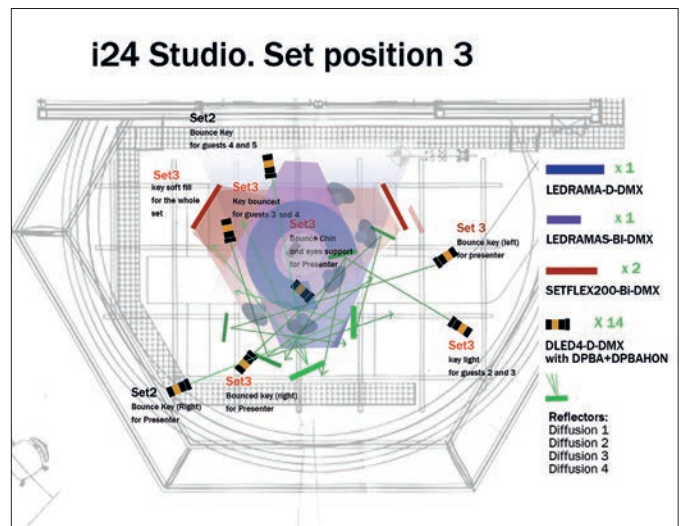 i24 Studio. Set position 3
Set2
Bounce Key
for guests 4 and 5
Set3
key soft fill
for the whole
set
Set3
Key bounced
for guests 3 and 4
Set3
Bounce Chin
and eyes support
for Presenter
Set 3
Bounce key (left)
for presenter
Set3
key light
for guests 2 and 3
Set2
Bounce Key (Right)
for Presenter
Set3
Bounced key (right)
for Presenter
x 1
LEDRAMA-D-DMX
x 1
LEDRAMAS-BI-DMX
x 2
SETFLEX200-Bi-DMX
X 14
DLED4-D-DMX
with DPBA+DPBAHON
Reflectors:
Diffusion 1
Diffusion 2
Diffusion 3
Diffusion 4